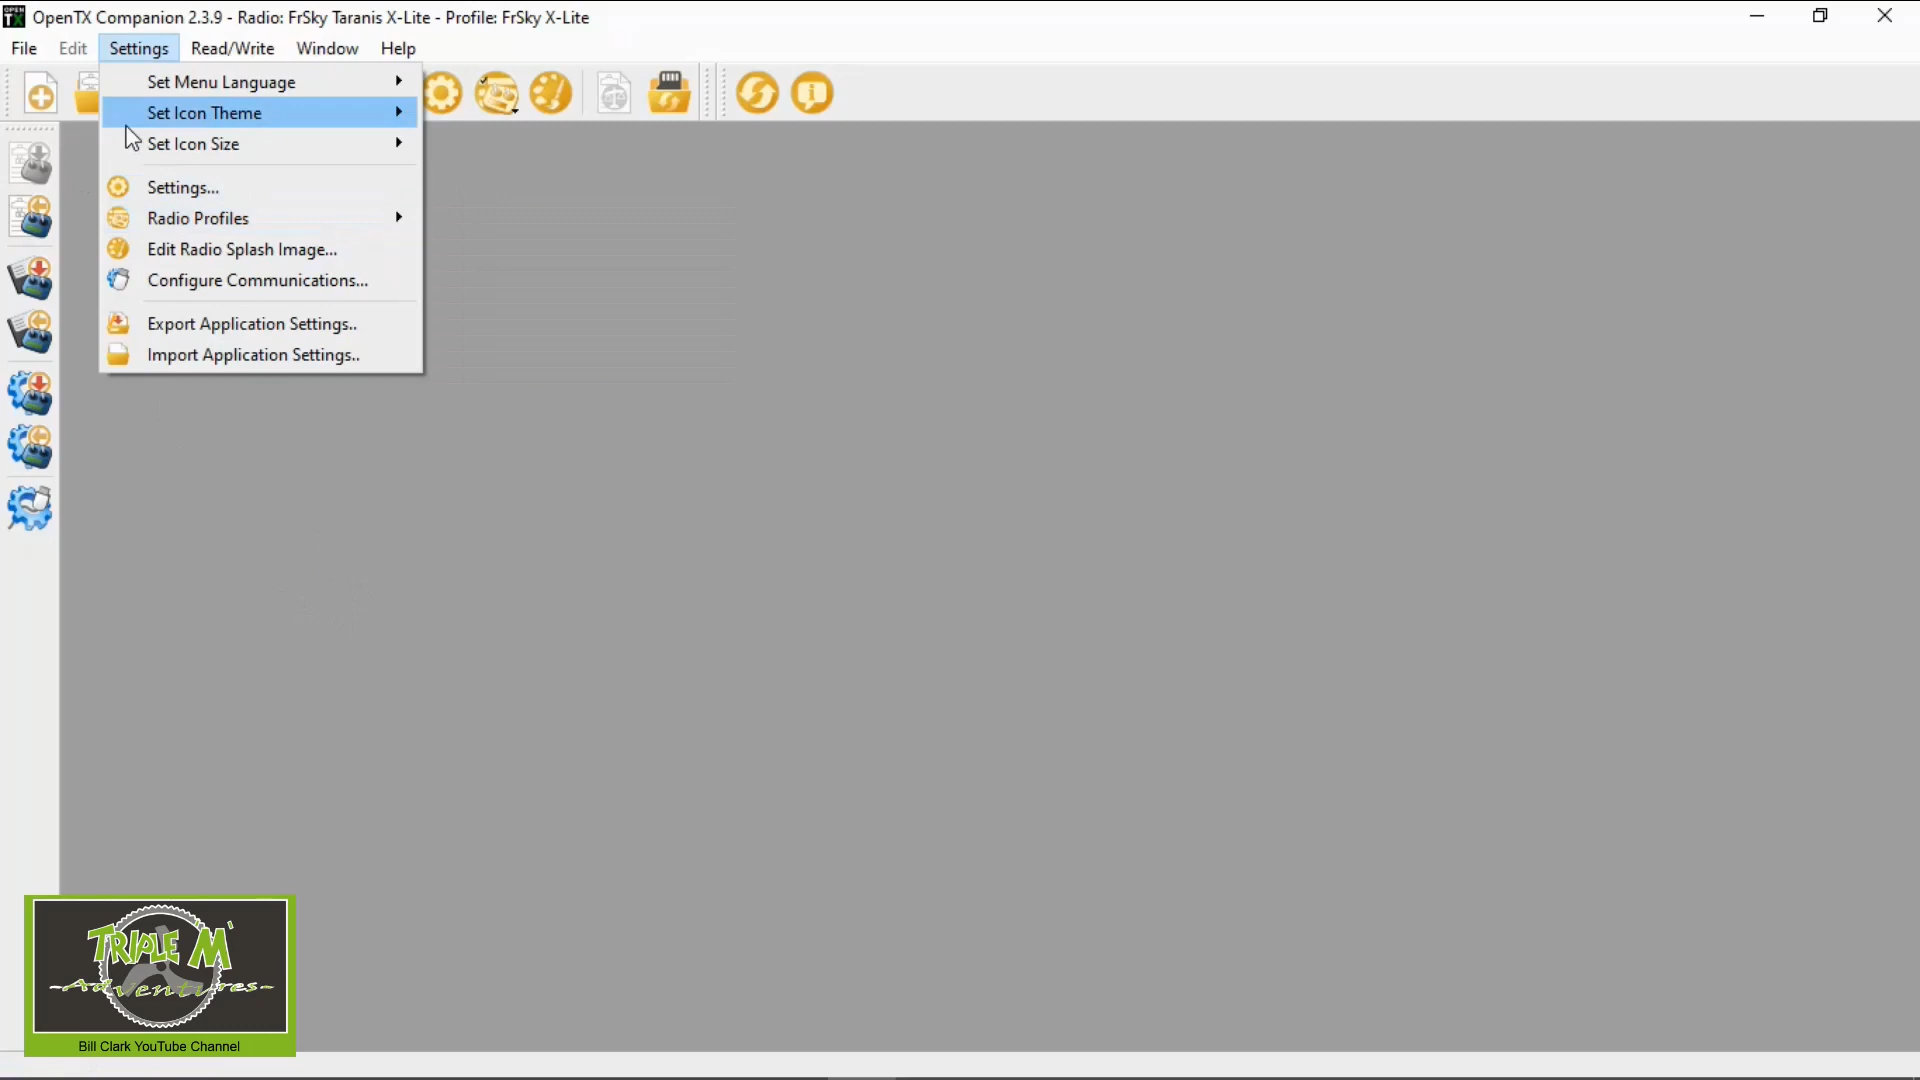 OPEN
TX
OpenTX Companion 2.3.9 - Radio: FrSky Taranis X-Lite - Profile: FrSky X-Lite
File Edit Settings Read/Write Window Help
Set Menu Language
Set Icon Theme
Set Icon Size
Settings...
Radio Profiles
Edit Radio Splash Image...
Configure Communications...
Export Application Settings..
Import Application Settings..
TRIPLE M'
-Adventures-
Bill Clark YouTube Channel